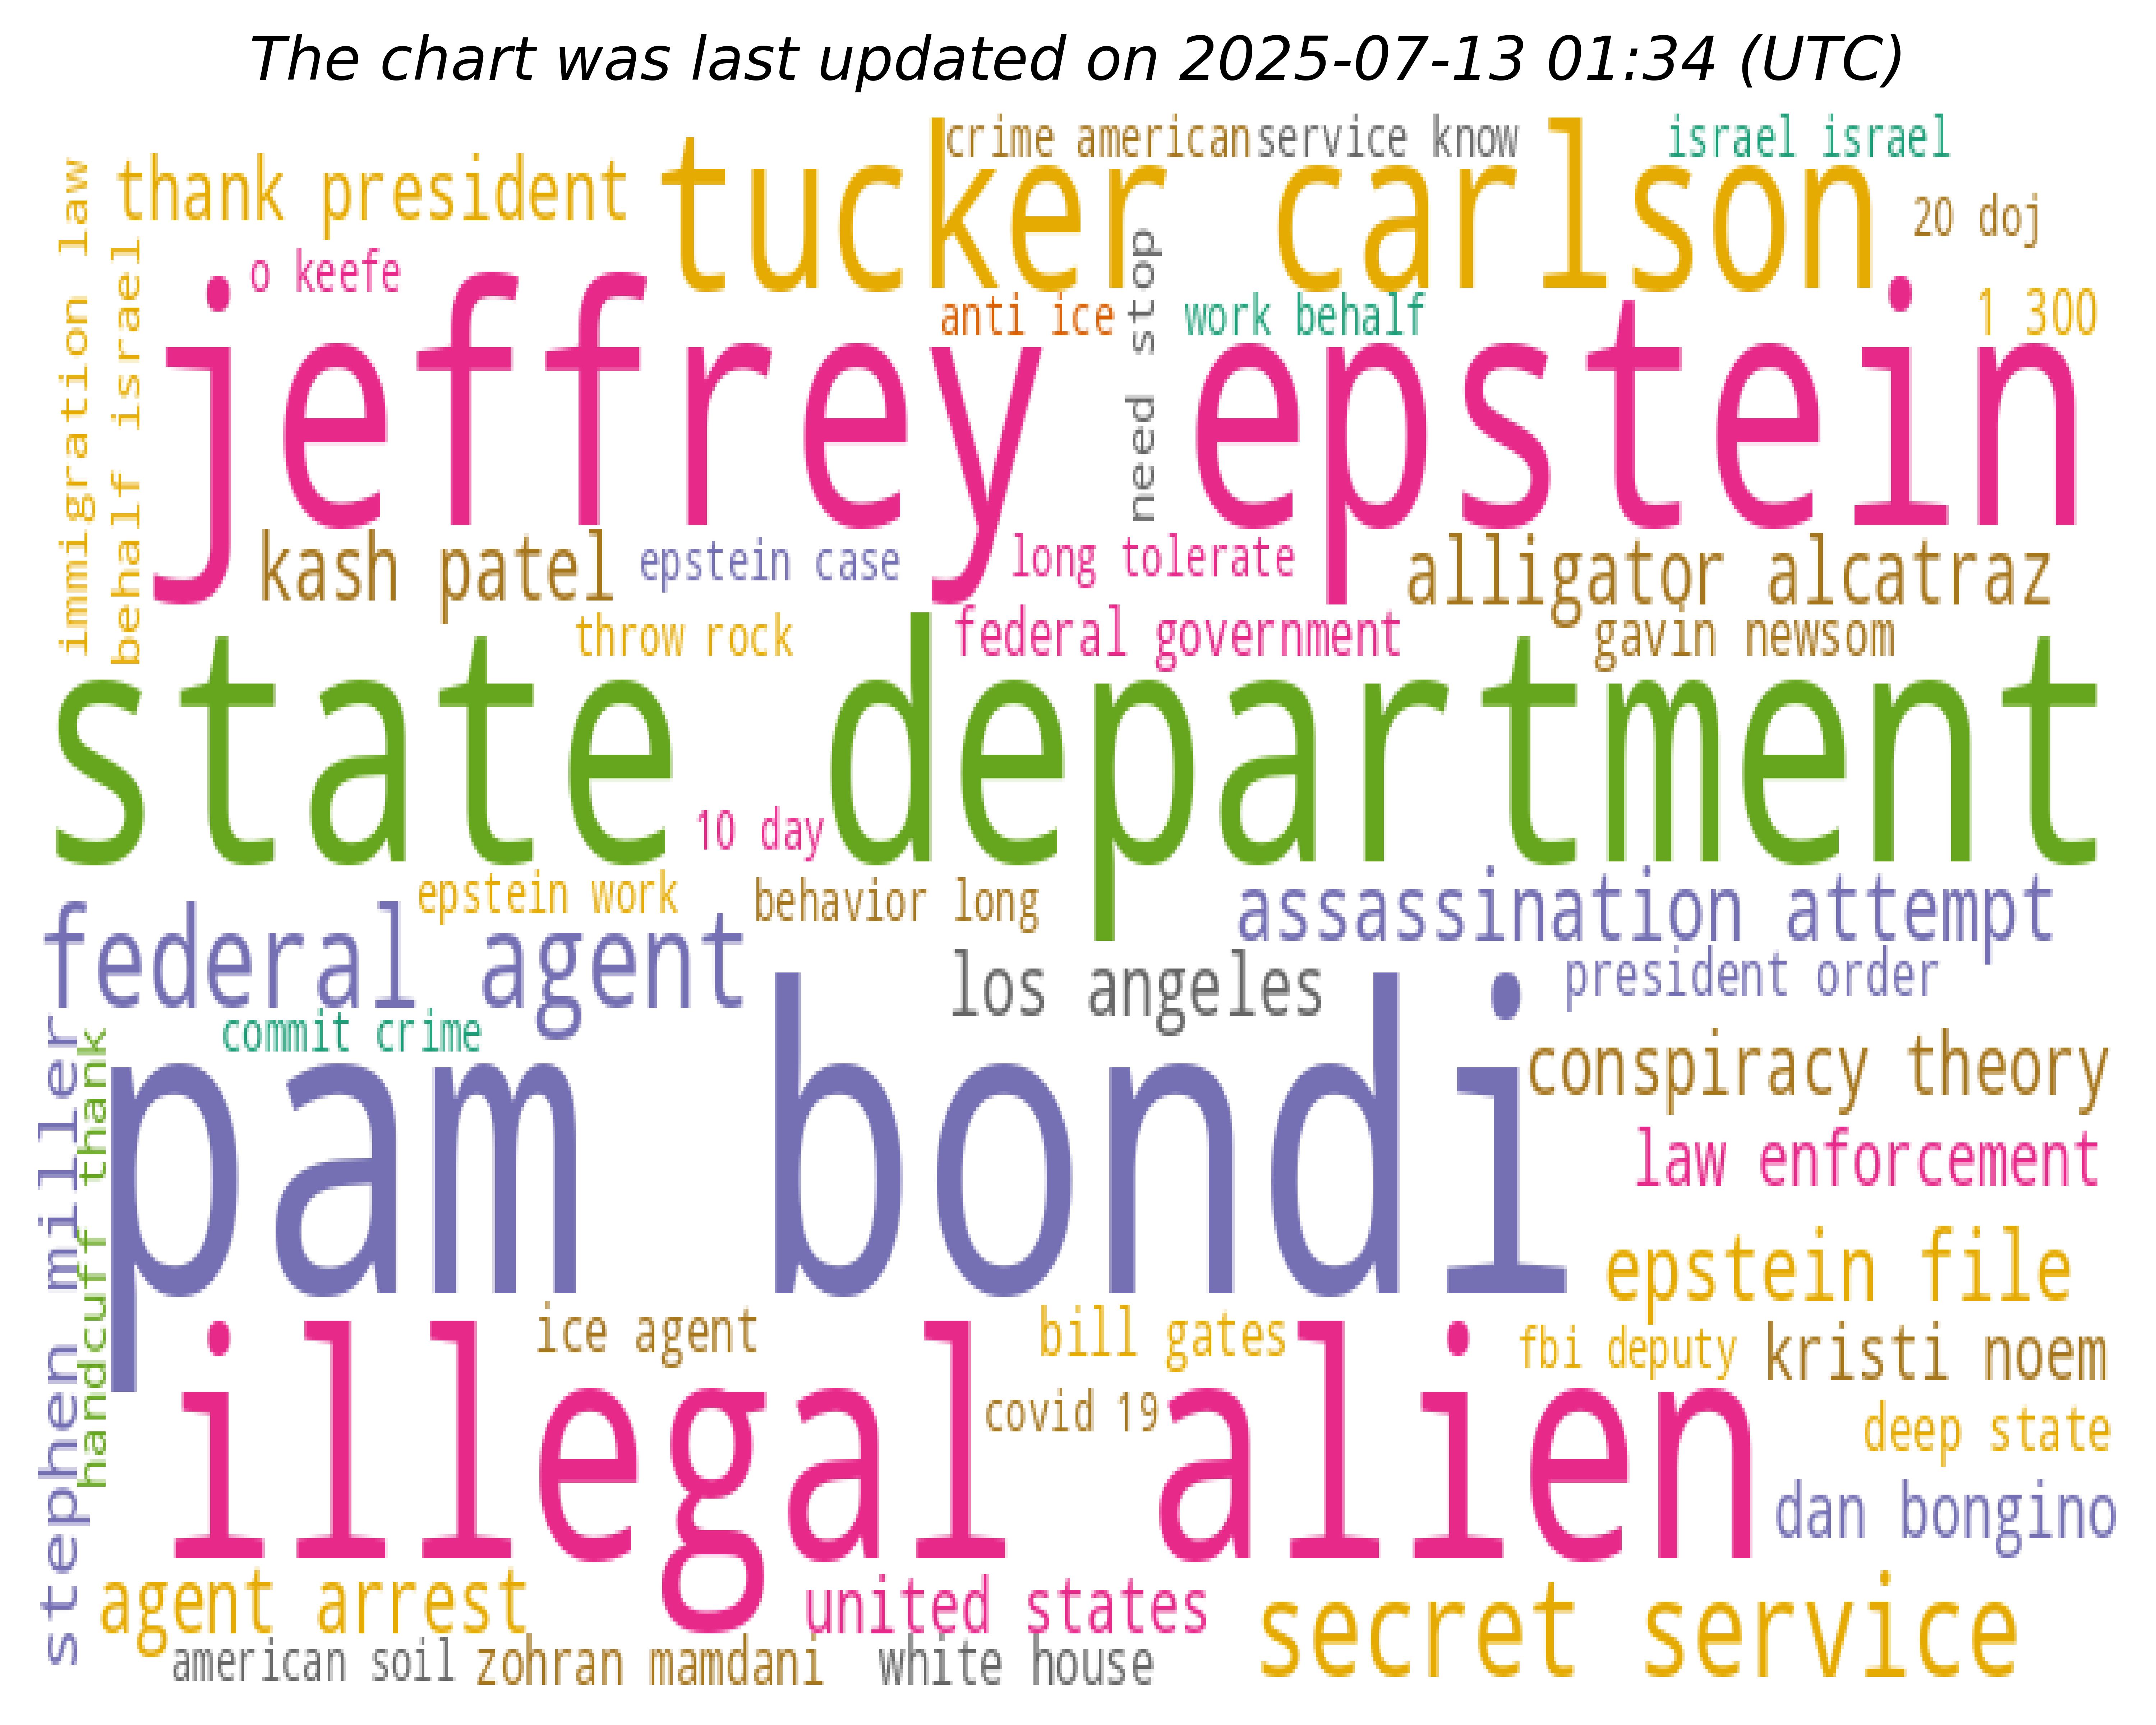 The chart was last updated on 2025-07-13 01:34 (UTC)
crime american
service know
israel israel
thank president
tucker carlson
20 doj
immigration law
behalf israel
o keefe
anti ice
need stop
work behalf
1 300
jeffrey epstein
kash patel
epstein case
long tolerate
alligator alcatraz
throw rock
federal government
gavin newsom
state department
10 day
epstein work
behavior long
assassination attempt
federal agent
los angeles
president order
commit crime
conspiracy theory
stephen miller
handcuff thank
pam bondi
law enforcement
epstein file
ice agent
bill gates
fbi deputy
kristi noem
covid 19
illegal alien
deep state
dan bongino
agent arrest
united states
secret service
american soil
zohran mamdani
white house